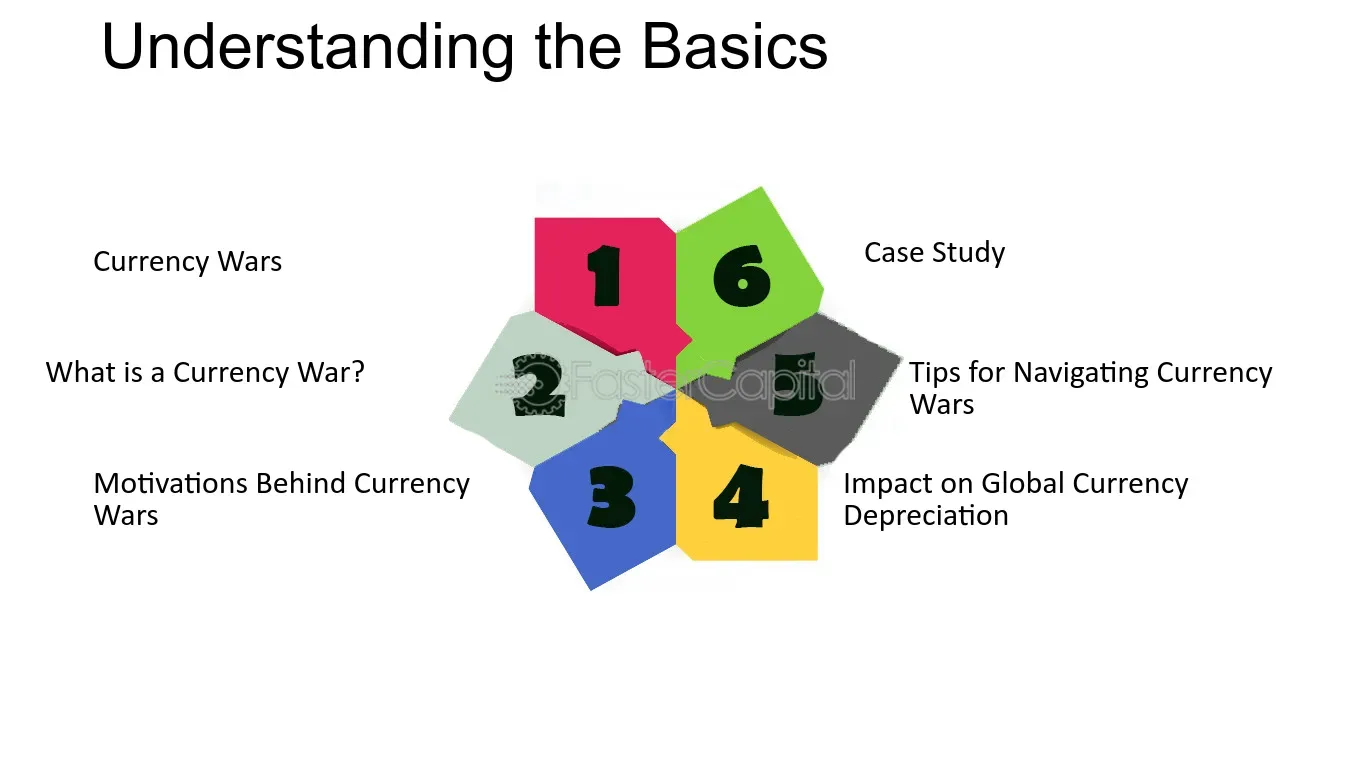 Understanding the Basics
1
Currency Wars
2
What is a Currency War?
3
Motivations Behind Currency
Wars
4
Impact on Global Currency
Depreciation
5
Tips for Navigating Currency
Wars
6
Case Study
FasterCapital